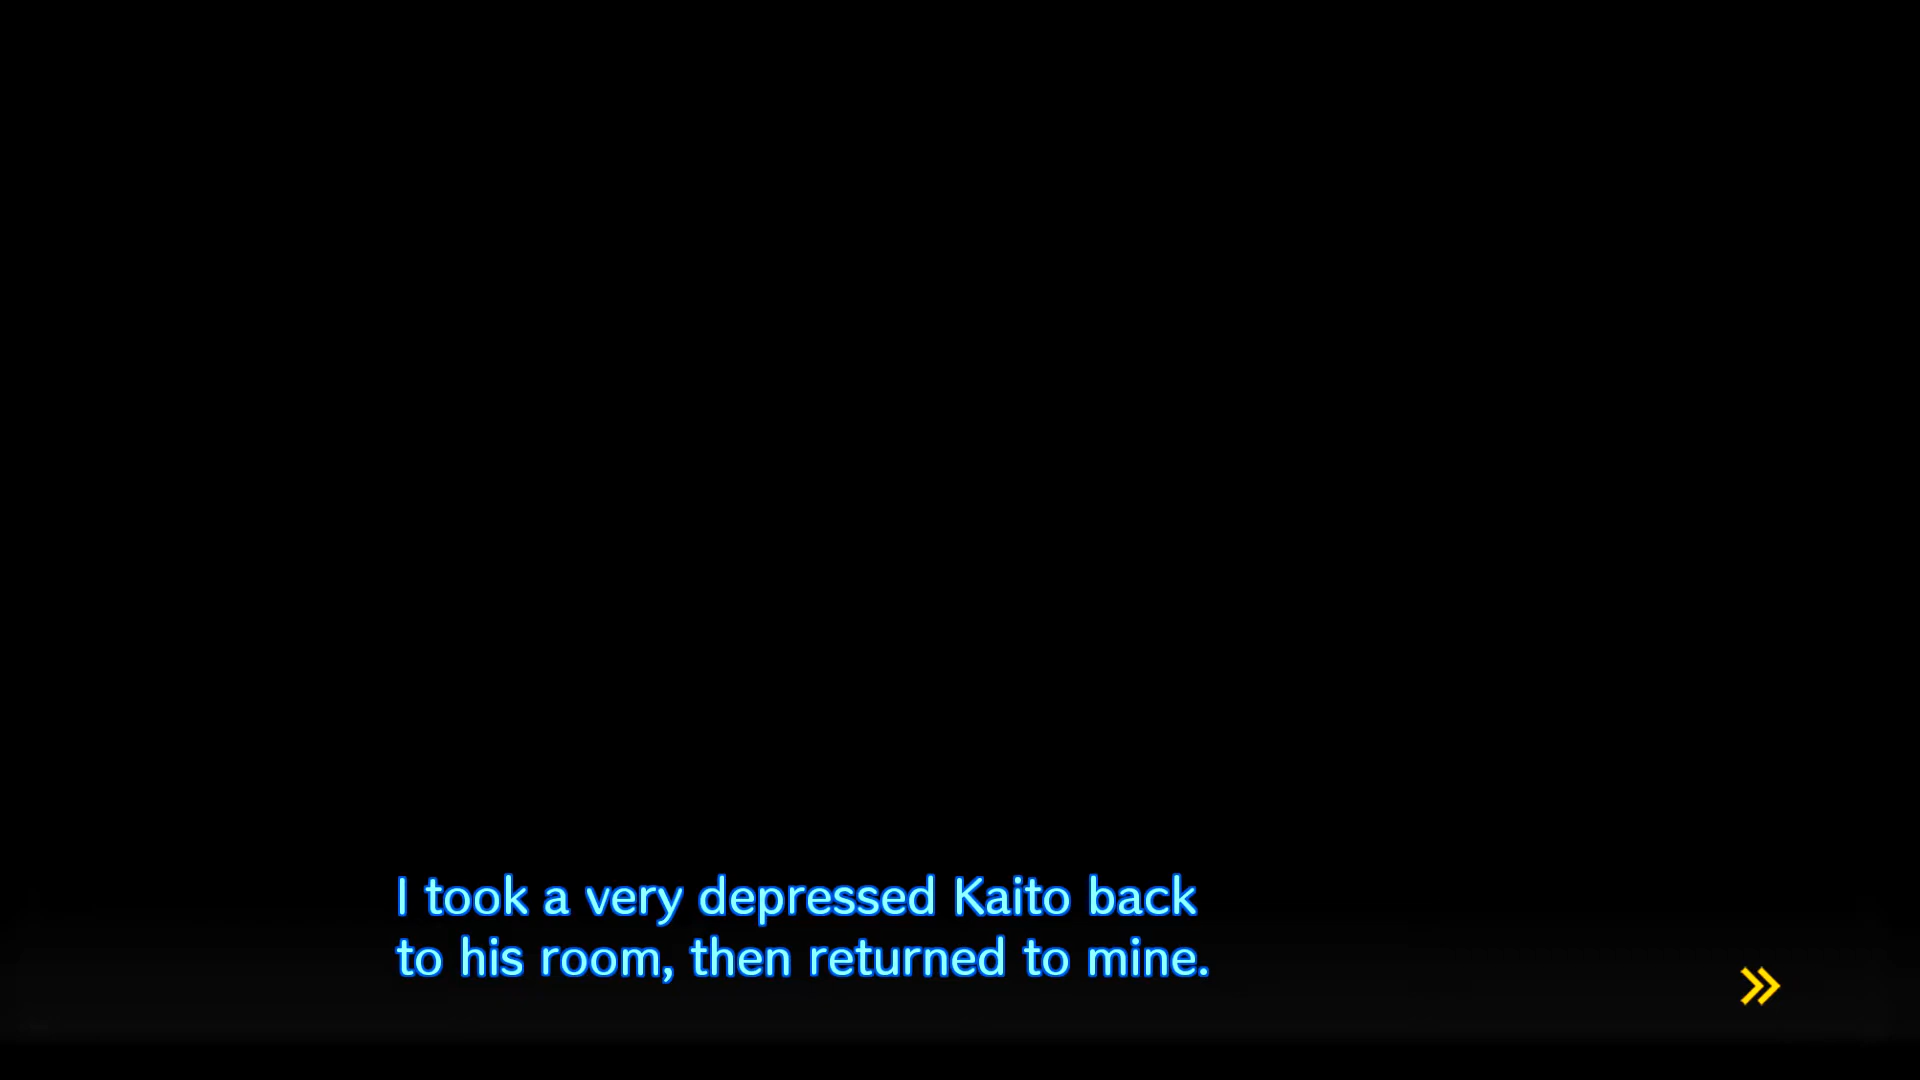 I took a very depressed Kaito back
to his room, then returned to mine.